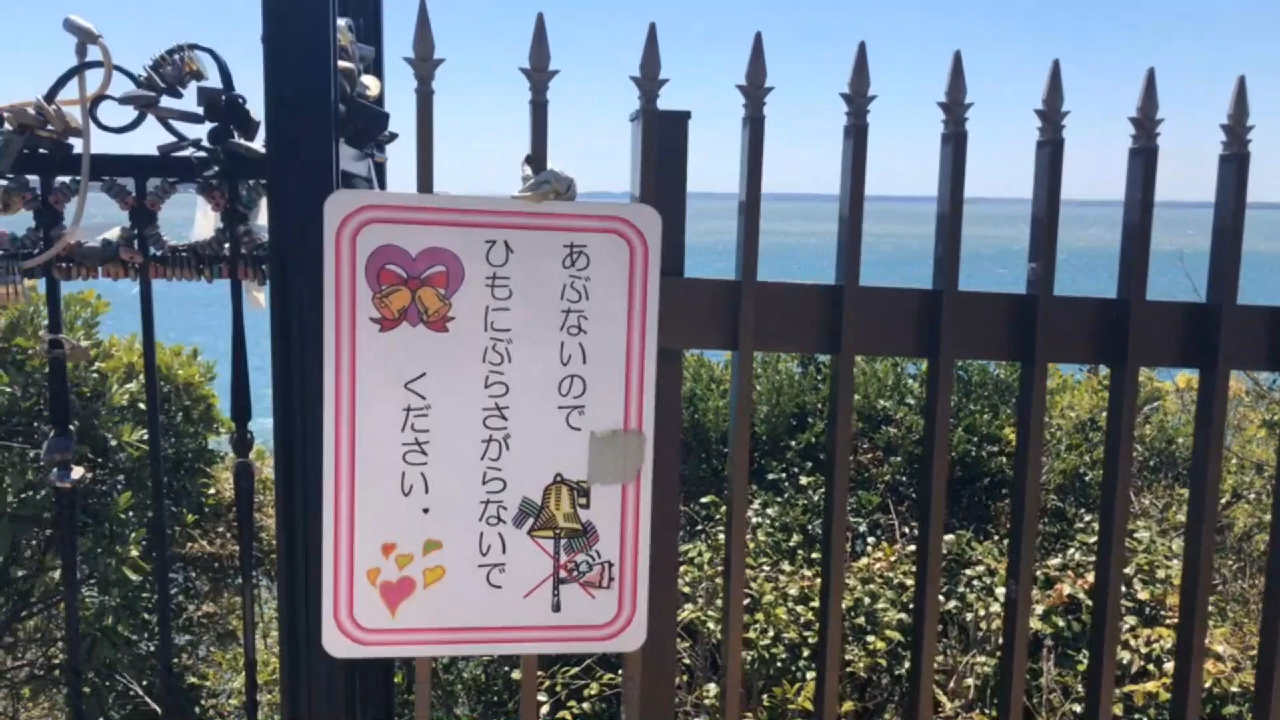 あぶないので
ひもにぶらさがらないで
ください.